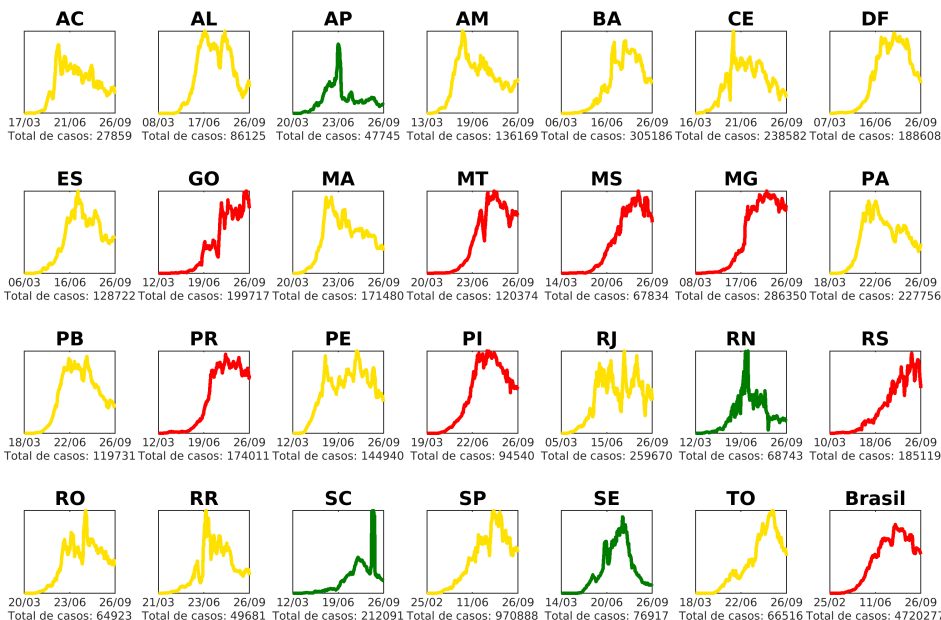 AC AL AP AM BA CE DF
17/03 21/06 26/09 08/03 17/06 26/09 20/03 23/06 26/09 13/03 19/06 26/09 06/03 16/06 26/09 16/03 21/06 26/09 07/03 16/06 26/09
Total de casos: 27859 Total de casos: 86125 Total de casos: 47745 Total de casos: 136169 Total de casos: 305186 Total de casos: 238582 Total de casos: 188608
ES GO MA MT MS MG PA
06/03 16/06 26/09 12/03 19/06 26/09 20/03 23/06 26/09 20/03 23/06 26/09 14/03 20/06 26/09 08/03 17/06 26/09 18/03 22/06 26/09
Total de casos: 128722 Total de casos: 199717 Total de casos: 171480 Total de casos: 120374 Total de casos: 67834 Total de casos: 286350 Total de casos: 227756
PB PR PE PI RJ RN RS
18/03 22/06 26/09 12/03 19/06 26/09 12/03 19/06 26/09 19/03 22/06 26/09 05/03 15/06 26/09 12/03 19/06 26/09 10/03 18/06 26/09
Total de casos: 119731 Total de casos: 174011 Total de casos: 144940 Total de casos: 94540 Total de casos: 259670 Total de casos: 68743 Total de casos: 185119
RO RR SC SP SE TO Brasil
20/03 23/06 26/09 21/03 23/06 26/09 12/03 19/06 26/09 25/02 11/06 26/09 14/03 20/06 26/09 18/03 22/06 26/09 25/02 11/06 26/09
Total de casos: 64923 Total de casos: 49681 Total de casos: 212091 Total de casos: 970888 Total de casos: 76917 Total de casos: 66516 Total de casos: 4720277